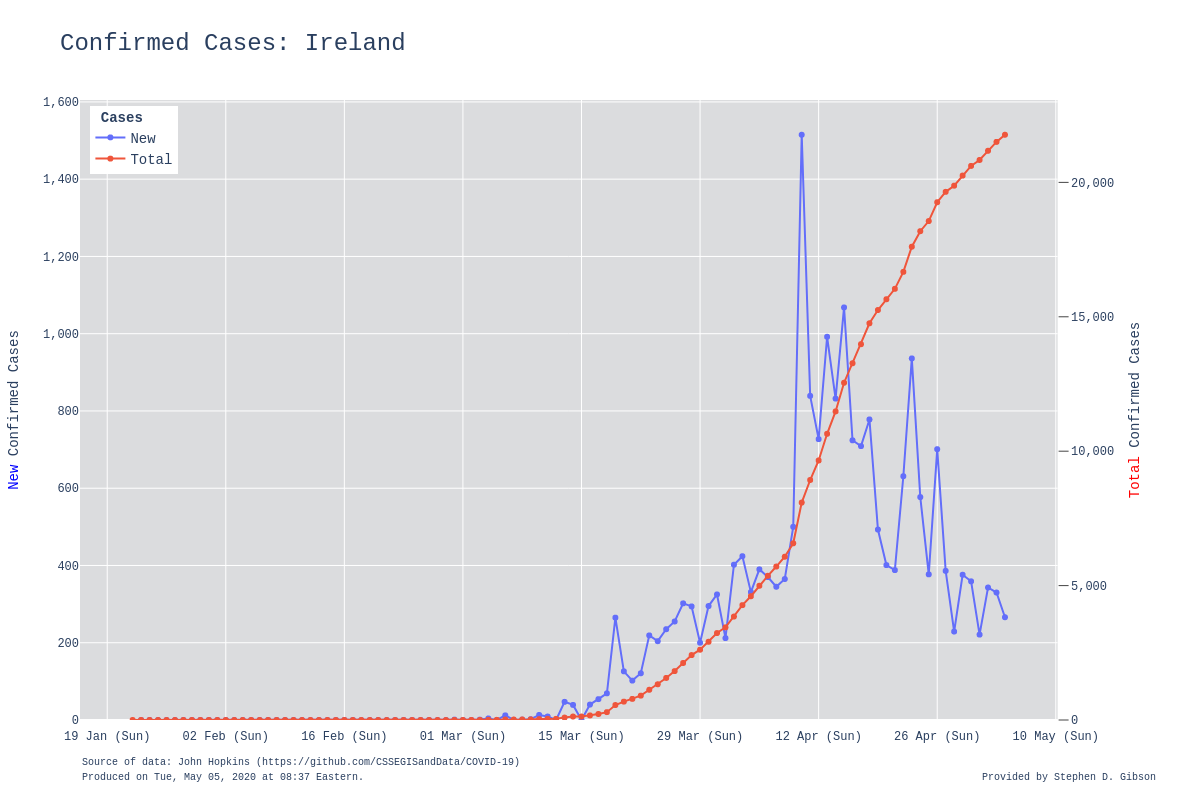 Confirmed Cases: Ireland
Cases
New
Total
1,600
1,400
1,200
1,000
800
600
400
200
0
New Confirmed Cases
20,000
15,000
10,000
5,000
0
Total Confirmed Cases
19 Jan (Sun) 02 Feb (Sun) 16 Feb (Sun) 01 Mar (Sun) 15 Mar (Sun) 29 Mar (Sun) 12 Apr (Sun) 26 Apr (Sun) 10 May (Sun)
Source of data: John Hopkins (https://github.com/CSSEGISandData/COVID-19)
Produced on Tue, May 05, 2020 at 08:37 Eastern.
Provided by Stephen D. Gibson